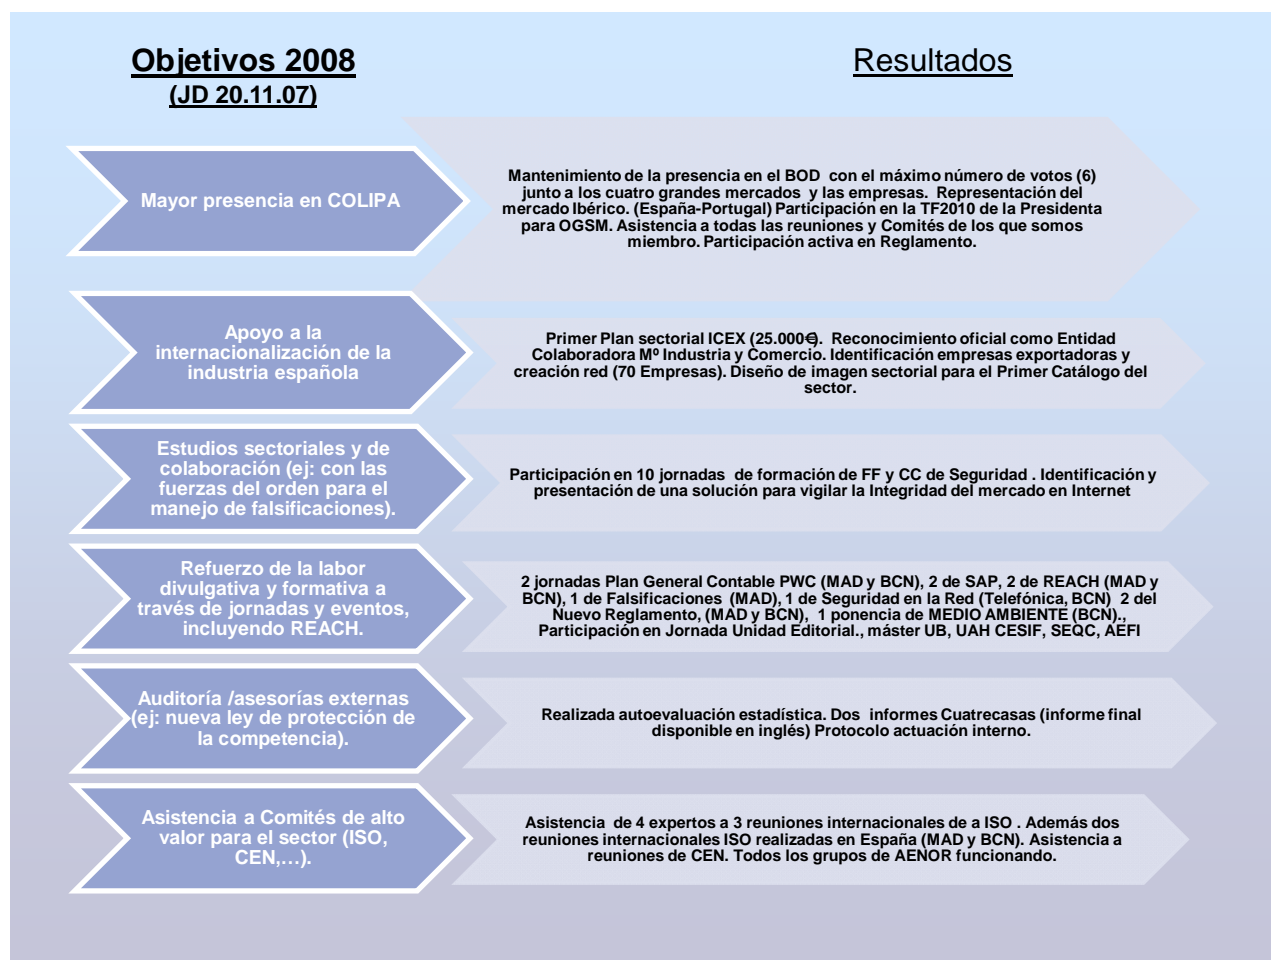 Objetivos 2008
(JD 20.11.07)
Resultados
Mayor presencia en COLIPA
Mantenimiento de la presencia en el BOD con el máximo número de votos (6)
junto a los cuatro grandes mercados y las empresas. Representación del
mercado Ibérico. (España-Portugal) Participación en la TF2010 de la Presidenta
para OGSM. Asistencia a todas las reuniones y Comités de los que somos
miembro. Participación activa en Reglamento.
Apoyo a la
internacionalización de la
industria española
Primer Plan sectorial ICEX (25.000€). Reconocimiento oficial como Entidad
Colaboradora Mº Industria y Comercio. Identificación empresas exportadoras y
creación red (70 Empresas). Diseño de imagen sectorial para el Primer Catálogo del
sector.
Estudios sectoriales y de
colaboración (ej: con las
fuerzas del orden para el
manejo de falsificaciones).
Participación en 10 jornadas de formación de FF y CC de Seguridad . Identificación y
presentación de una solución para vigilar la Integridad del mercado en Internet
Refuerzo de la labor
divulgativa y formativa a
través de jornadas y eventos,
incluyendo REACH.
2 jornadas Plan General Contable PWC (MAD y BCN), 2 de SAP, 2 de REACH (MAD y
BCN), 1 de Falsificaciones (MAD), 1 de Seguridad en la Red (Telefónica, BCN) 2 del
Nuevo Reglamento, (MAD y BCN), 1 ponencia de MEDIO AMBIENTE (BCN).,
Participación en Jornada Unidad Editorial., máster UB, UAH CESIF, SEQC, AEFI
Auditoría /asesorías externas
(ej: nueva ley de protección de
la competencia).
Realizada autoevaluación estadística. Dos informes Cuatrecasas (informe final
disponible en inglés) Protocolo actuación interno.
Asistencia a Comités de alto
valor para el sector (ISO,
CEN,…).
Asistencia de 4 expertos a 3 reuniones internacionales de a ISO . Además dos
reuniones internacionales ISO realizadas en España (MAD y BCN). Asistencia a
reuniones de CEN. Todos los grupos de AENOR funcionando.